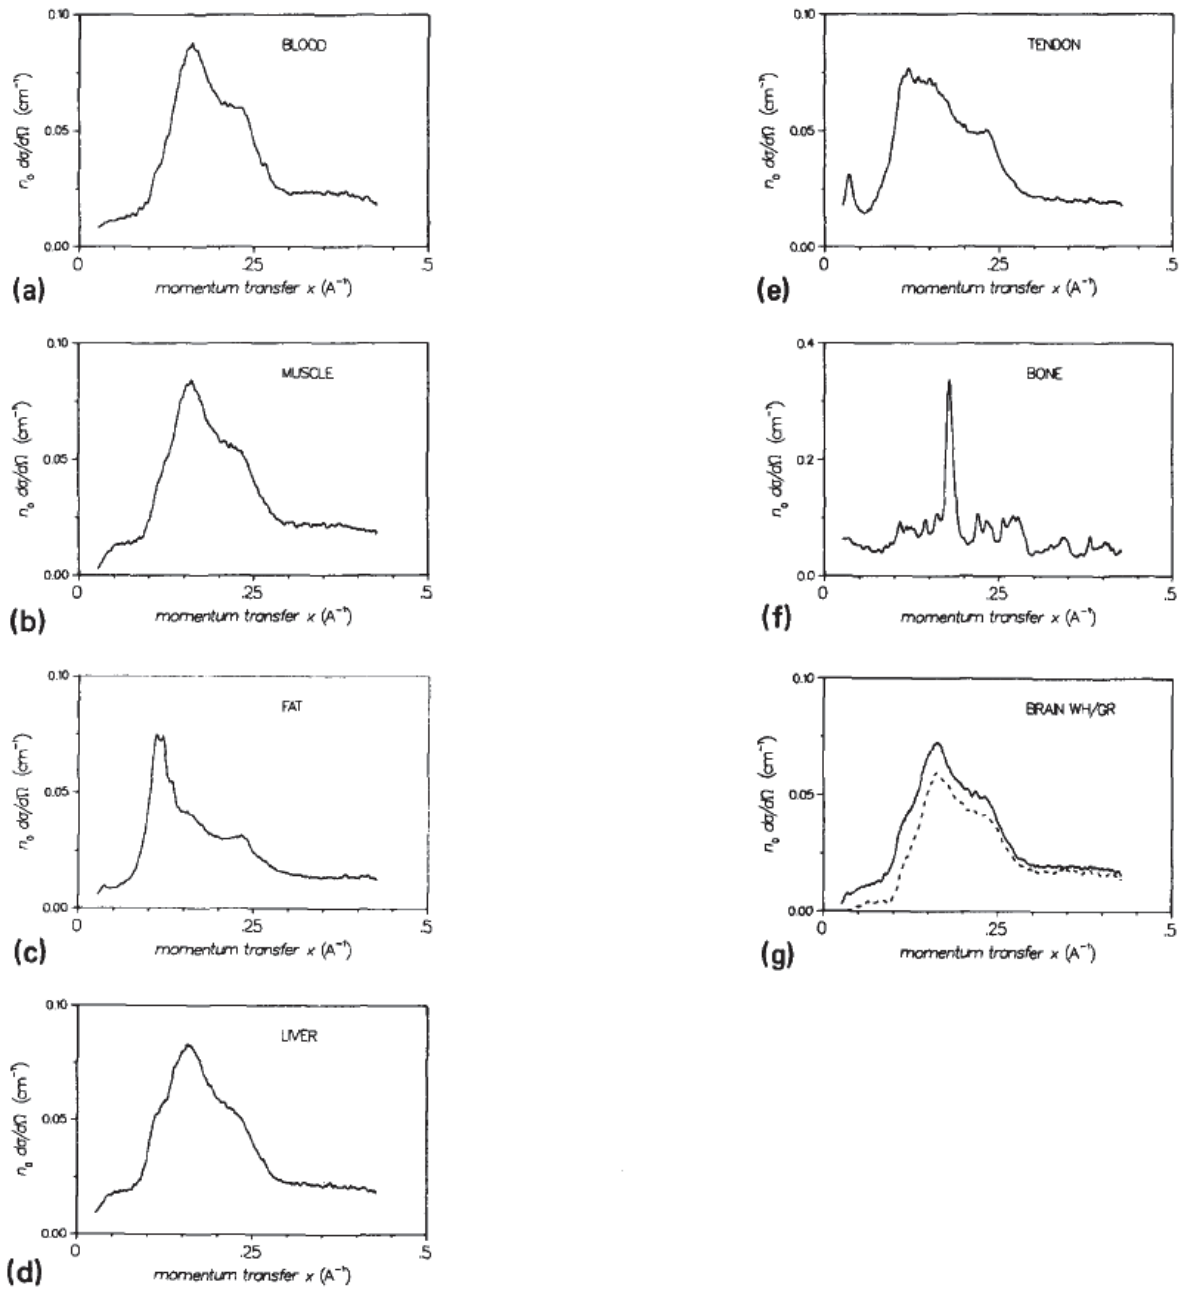 0.10
BLOOD
n₀ dσ/dΩ (cm⁻¹)
0.05
0.00
0 .25 .5
(a) momentum transfer x (A⁻¹)
0.10
MUSCLE
n₀ dσ/dΩ (cm⁻¹)
0.05
0.00
0 .25 .5
(b) momentum transfer x (A⁻¹)
0.10
FAT
n₀ dσ/dΩ (cm⁻¹)
0.05
0.00
0 .25 .5
(c) momentum transfer x (A⁻¹)
0.10
LIVER
n₀ dσ/dΩ (cm⁻¹)
0.05
0.00
0 .25 .5
(d) momentum transfer x (A⁻¹)
0.10
TENDON
n₀ dσ/dΩ (cm⁻¹)
0.05
0.00
0 .25 .5
(e) momentum transfer x (A⁻¹)
0.4
BONE
n₀ dσ/dΩ (cm⁻¹)
0.2
0.0
0 .25 .5
(f) momentum transfer x (A⁻¹)
0.10
BRAIN WH/GR
n₀ dσ/dΩ (cm⁻¹)
0.05
0.00
0 .25 .5
(g) momentum transfer x (A⁻¹)